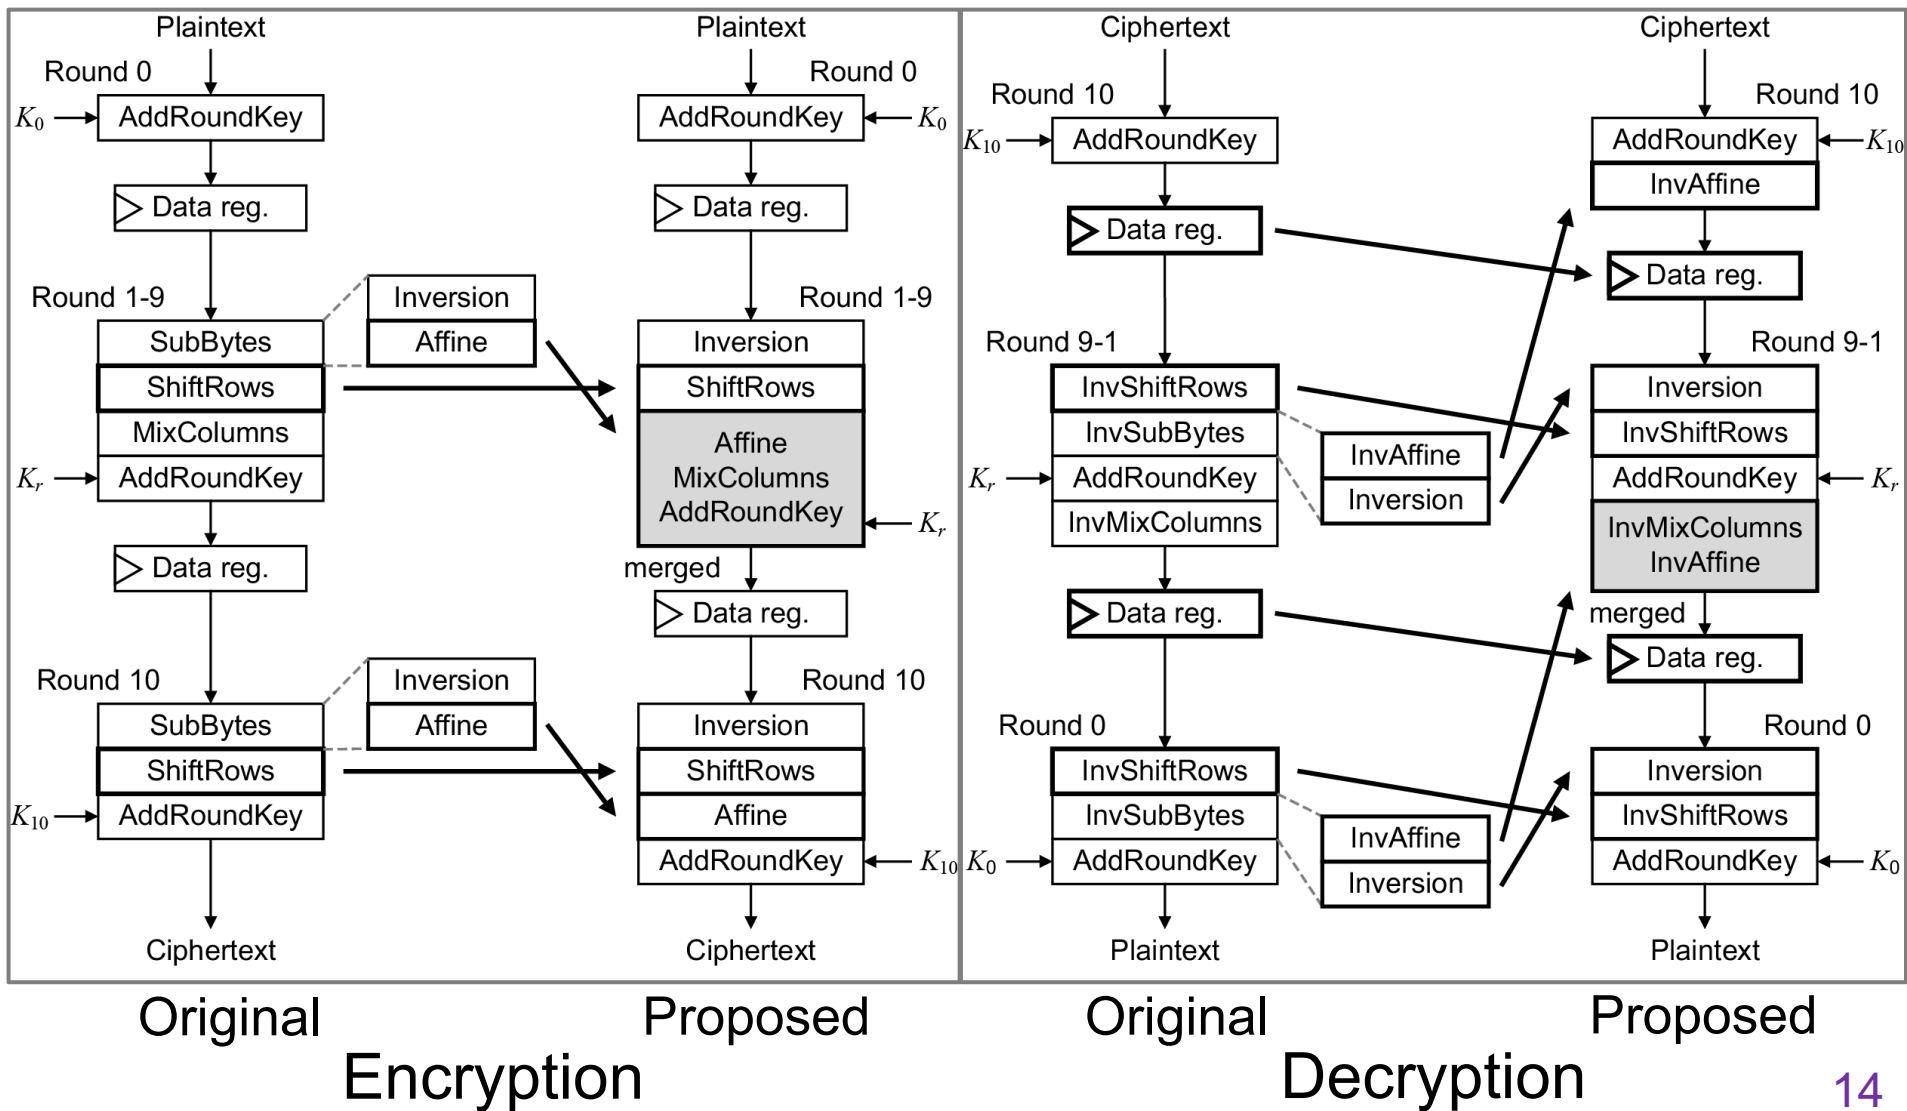 Plaintext
Round 0
K0
AddRoundKey
Data reg.
Round 1-9
SubBytes
ShiftRows
MixColumns
Kr
AddRoundKey
Inversion
Affine
Data reg.
Round 10
SubBytes
ShiftRows
K10
AddRoundKey
Inversion
Affine
Ciphertext
Plaintext
Round 0
AddRoundKey
K0
Data reg.
Round 1-9
Inversion
ShiftRows
Affine
MixColumns
AddRoundKey
Kr
merged
Data reg.
Round 10
Inversion
ShiftRows
Affine
AddRoundKey
K10
Ciphertext
Ciphertext
Round 10
K10
AddRoundKey
Data reg.
Round 9-1
InvShiftRows
InvSubBytes
Kr
AddRoundKey
InvMixColumns
InvAffine
Inversion
Data reg.
Round 0
InvShiftRows
InvSubBytes
K0
AddRoundKey
InvAffine
Inversion
Plaintext
Ciphertext
Round 10
AddRoundKey
K10
InvAffine
Data reg.
Round 9-1
Inversion
InvShiftRows
AddRoundKey
Kr
InvMixColumns
InvAffine
merged
Data reg.
Round 0
Inversion
InvShiftRows
AddRoundKey
K0
Plaintext
Original
Proposed
Original
Proposed
Encryption
Decryption
14